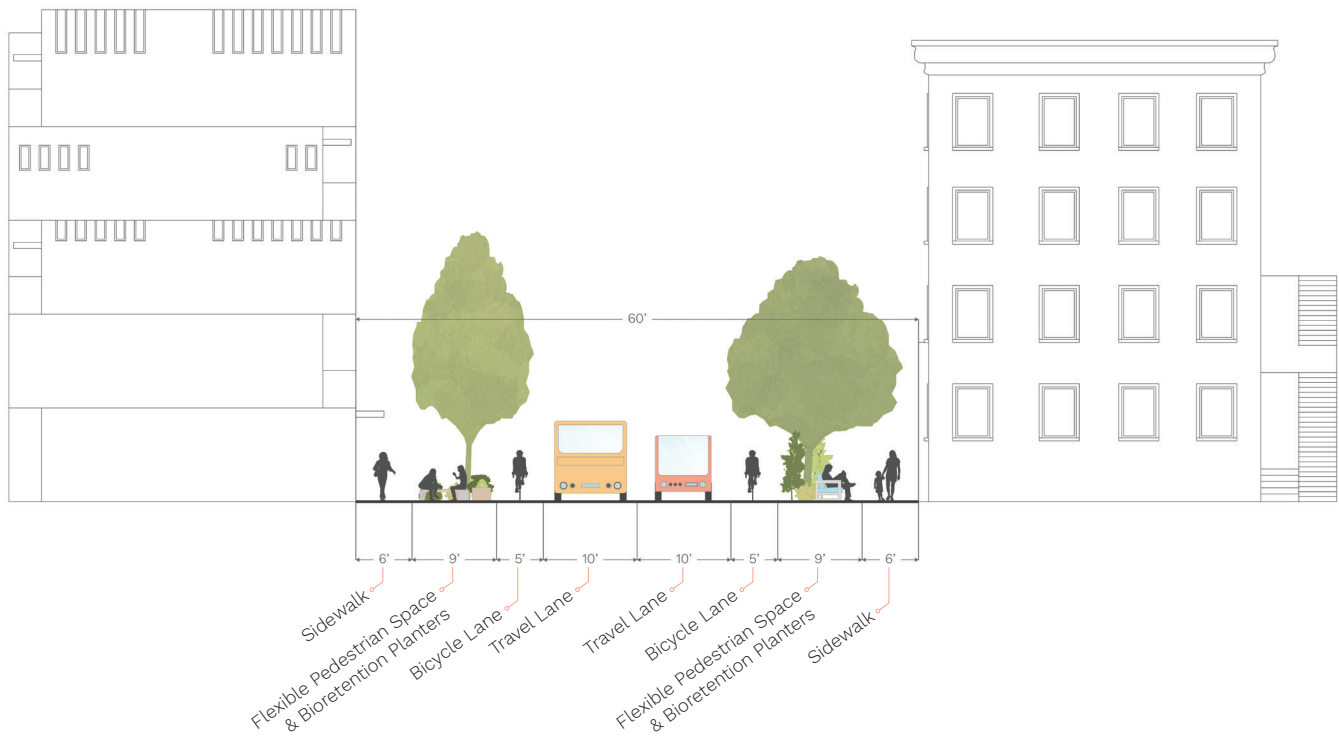 60’
6’
9’
5’
10’
10’
5’
9’
6’
Sidewalk
Flexible Pedestrian Space
& Bioretention Planters
Bicycle Lane
Travel Lane
Travel Lane
Bicycle Lane
Flexible Pedestrian Space
& Bioretention Planters
Sidewalk